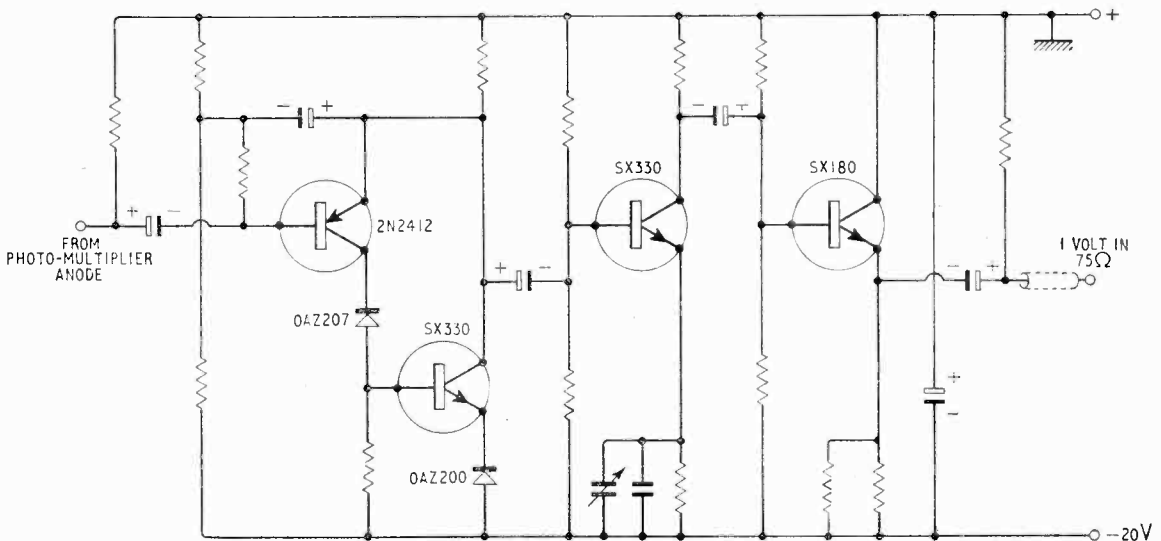 +
SX330
SX180
2N2412
FROM
PHOTO-MULTIPLIER
ANODE
1 VOLT IN
75Ω
OAZ207
SX330
OAZ200
-20V